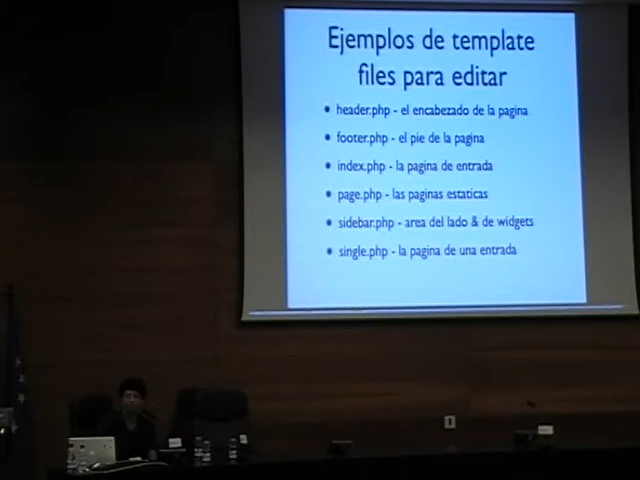 Ejemplos de template
files para editar
• header.php - el encabezado de la pagina
• footer.php - el pie de la pagina
• index.php - la pagina de entrada
• page.php - las paginas estaticas
• sidebar.php - area del lado & de widgets
• single.php - la pagina de una entrada